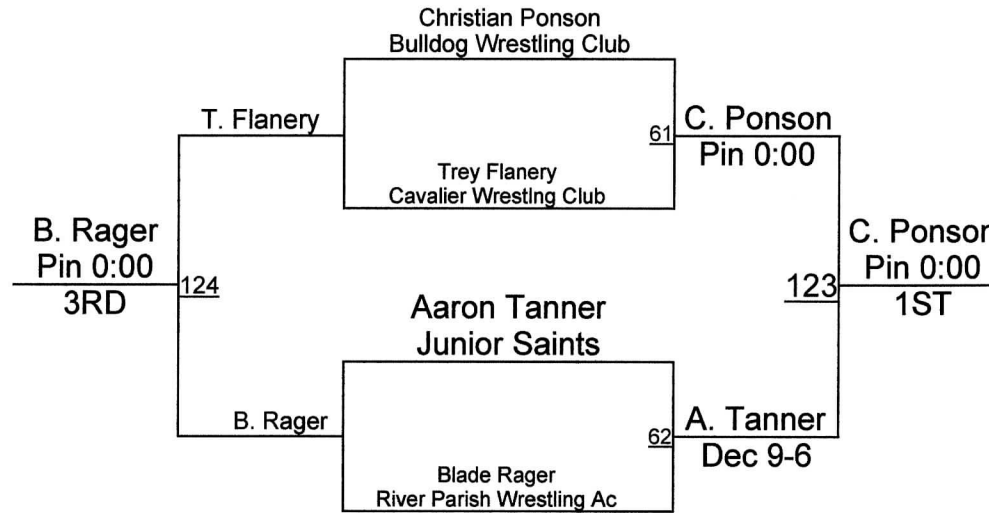 Christian Ponson
Bulldog Wrestling Club
T. Flanery
61
C. Ponson
Pin 0:00
Trey Flanery
Cavalier Wrestlng Club
B. Rager
Pin 0:00
3RD
124
123
C. Ponson
Pin 0:00
1ST
Aaron Tanner
Junior Saints
B. Rager
62
A. Tanner
Dec 9-6
Blade Rager
River Parish Wrestling Ac